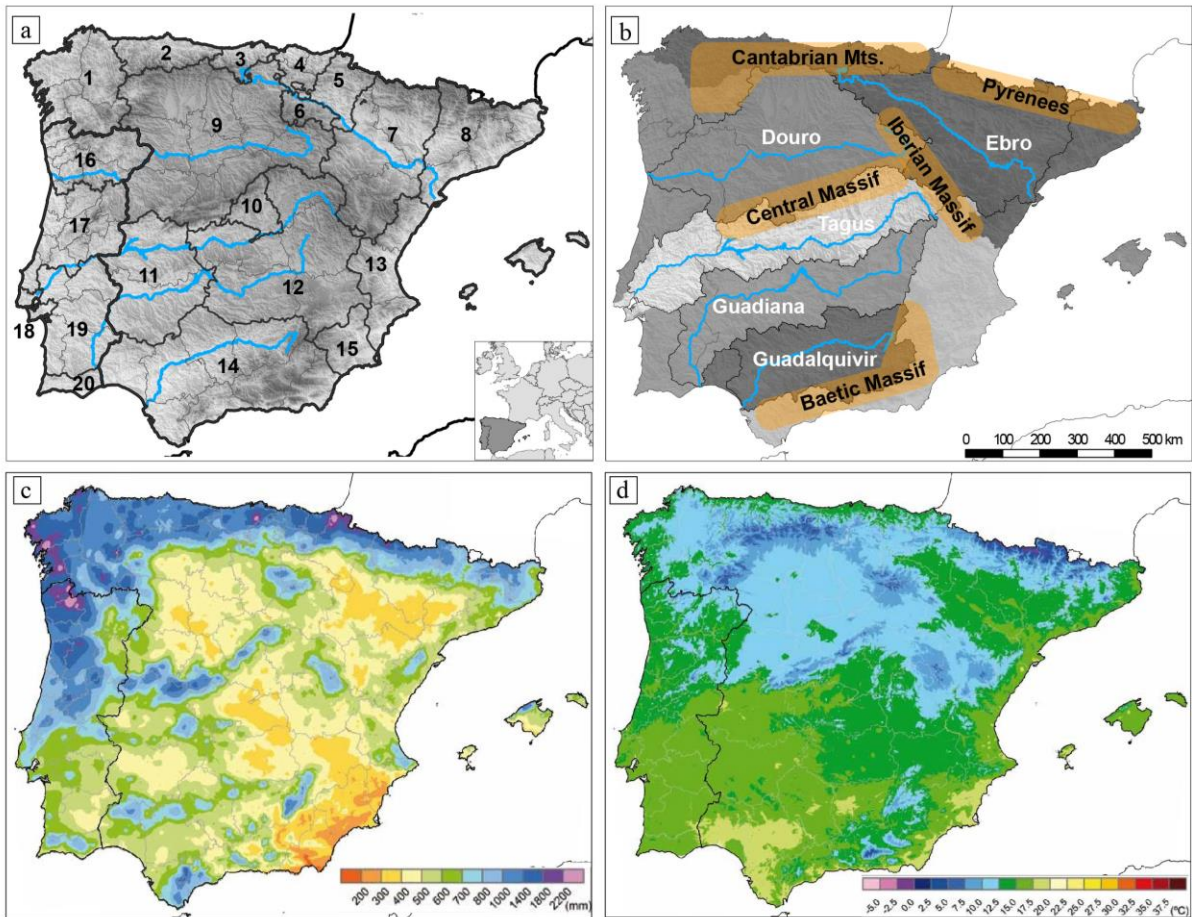 a
1
2
3
4
5
6
7
8
9
10
11
12
13
14
15
16
17
18
19
20
b
Cantabrian Mts.
Pyrenees
Douro
Ebro
Iberian Massif
Central Massif
Tagus
Guadiana
Guadalquivir
Baetic Massif
0 100 200 300 400 500 km
c
200 300 400 500 600 700 800 1000 1400 1800 2200
(mm)
d
-5.0 -2.5 0.0 2.5 5.0 7.5 10.0 12.5 15.0 17.5 20.0 22.5 25.0 27.5 30.0 32.5 35.0 37.5
(°C)